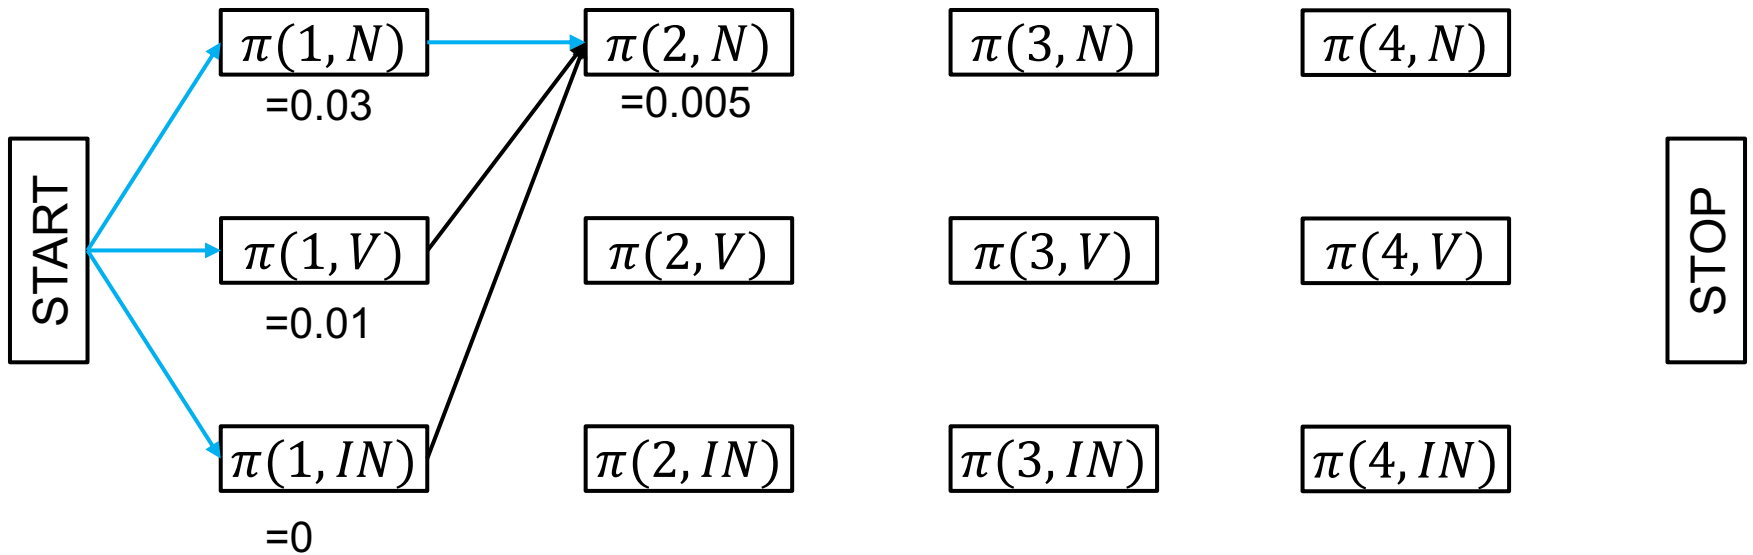 π(1, N) π(2, N) π(3, N) π(4, N)
=0.03 =0.005
START
π(1, V) π(2, V) π(3, V) π(4, V)
STOP
=0.01
π(1, IN) π(2, IN) π(3, IN) π(4, IN)
=0